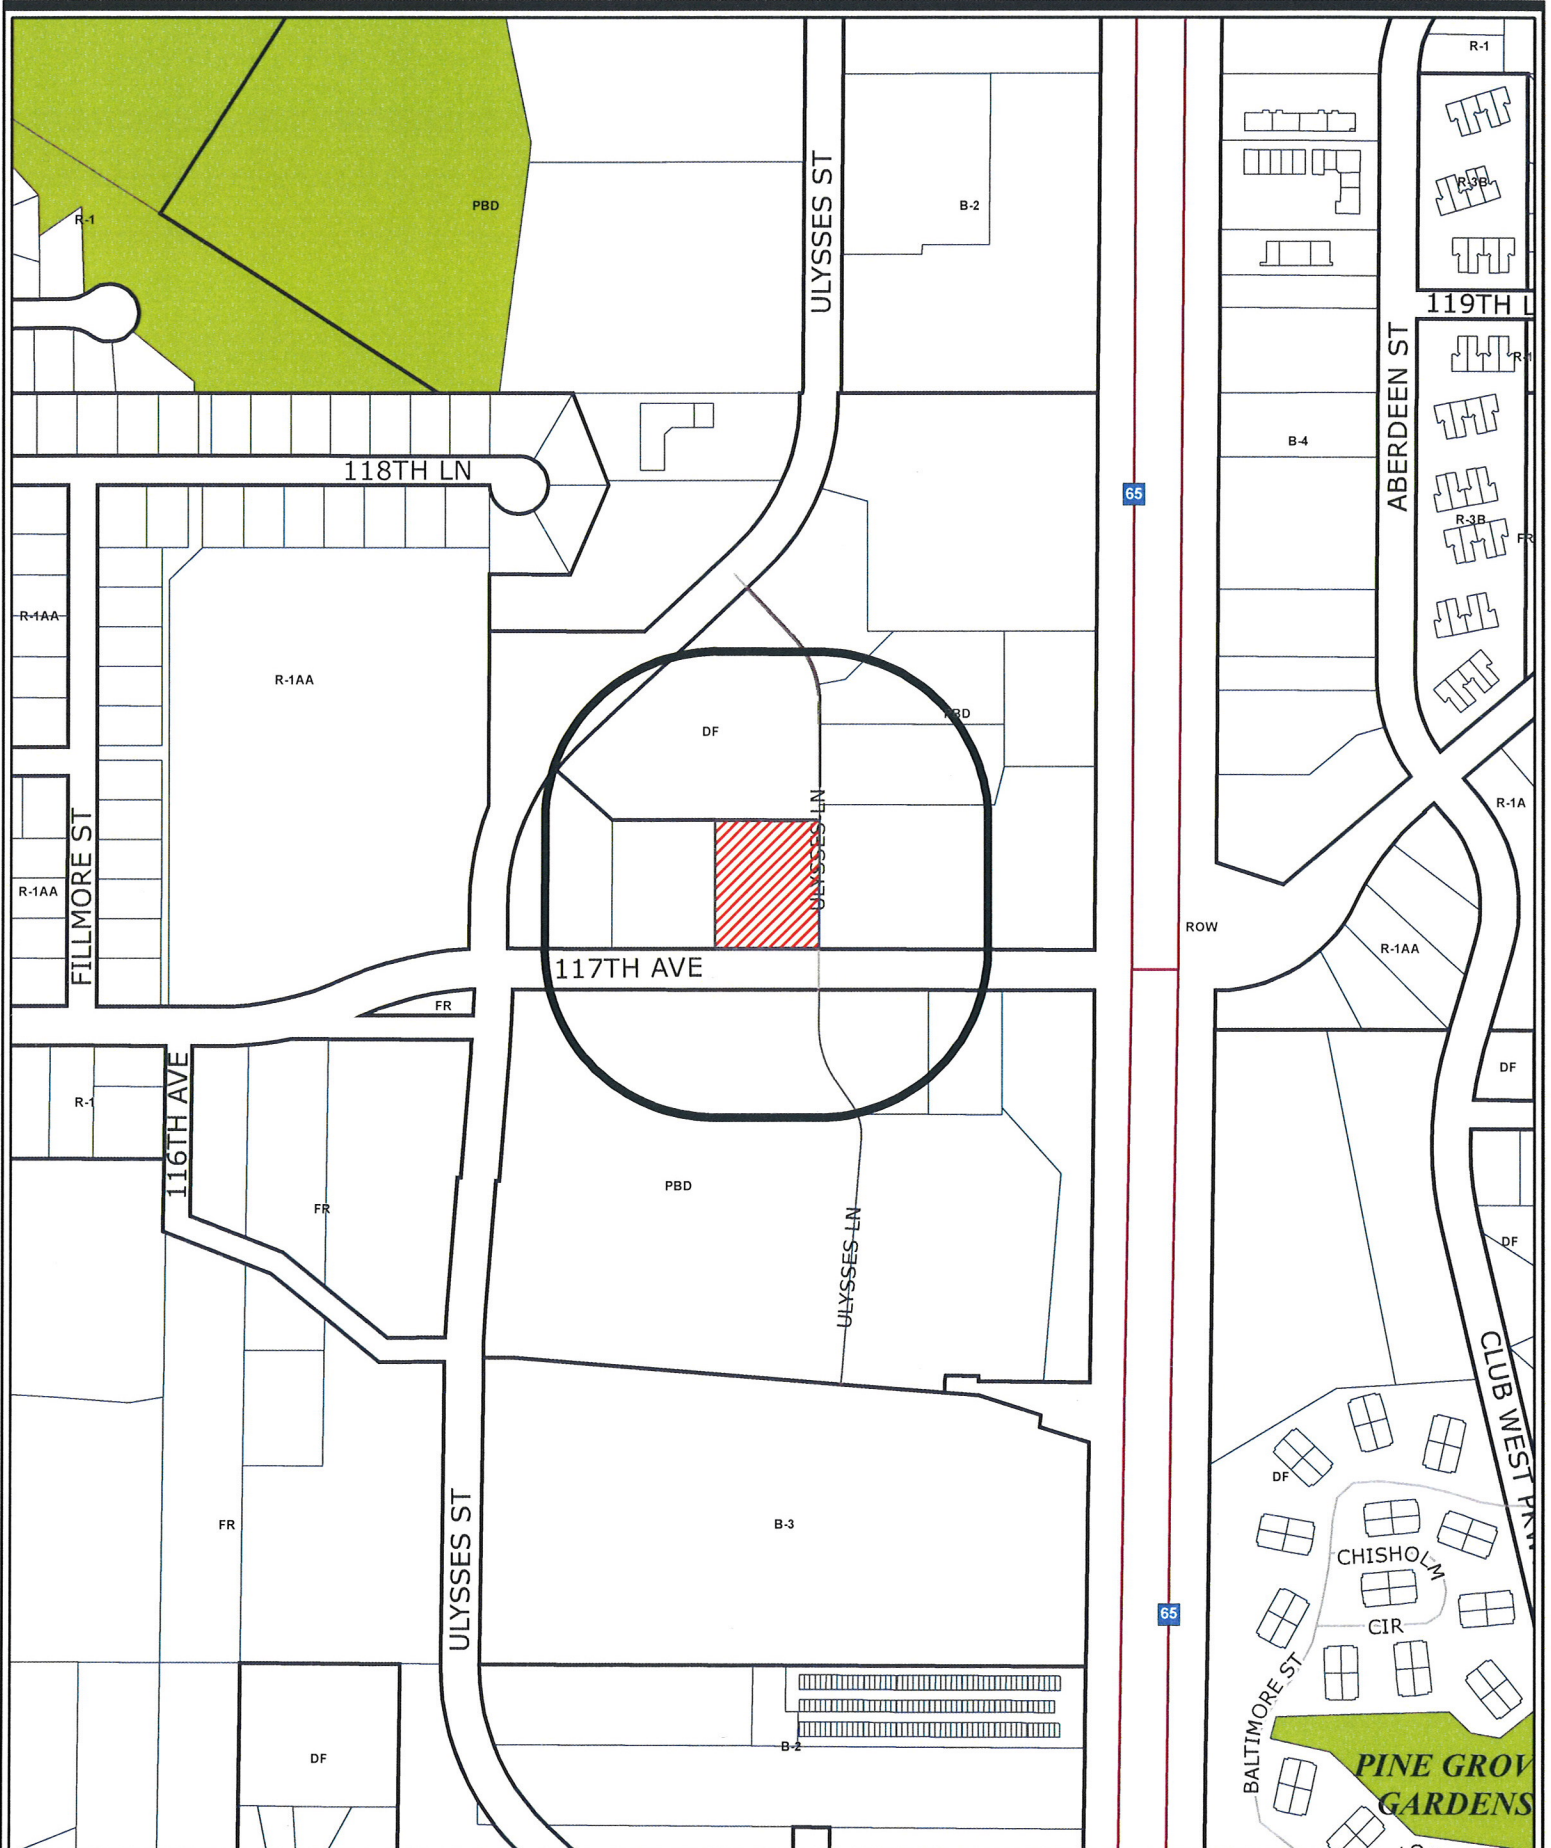 R-1
R-3B
PBD
B-2
R-1
ULYSSES ST
119TH L
R-1
ABERDEEN ST
B-4
118TH LN
65
R-3B
FR
R-1AA
R-1AA
DF
PBD
ULYSSES LN
R-1A
FILLMORE ST
R-1AA
ROW
R-1AA
117TH AVE
FR
DF
R-1
116TH AVE
PBD
FR
ULYSSES LN
DF
CLUB WEST PKW
DF
FR
B-3
ULYSSES ST
CHISHOLM
CIR
65
BALTIMORE ST
B-2
DF
PINE GROV
GARDENS